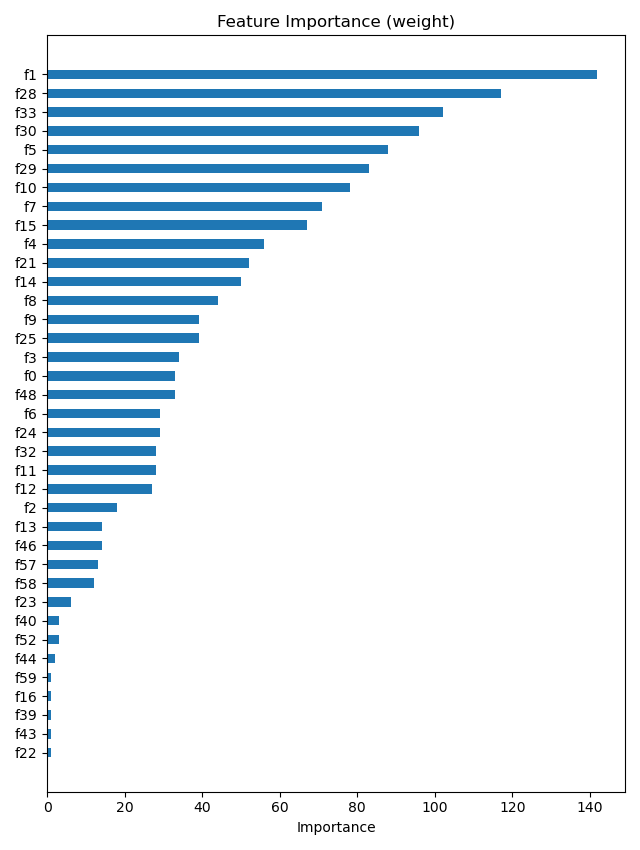 Feature Importance (weight)
f1
f28
f33
f30
f5
f29
f10
f7
f15
f4
f21
f14
f8
f9
f25
f3
f0
f48
f6
f24
f32
f11
f12
f2
f13
f46
f57
f58
f23
f40
f52
f44
f59
f16
f39
f43
f22
0 20 40 60 80 100 120 140
Importance